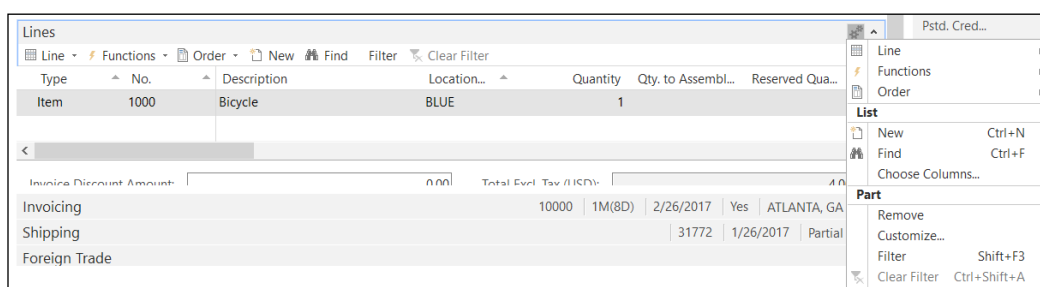 Lines
Pstd. Cred...
Line Functions Order New Find Filter Clear Filter
Type No. Description Location... Quantity Qty. to Assembl... Reserved Qua...
Item 1000 Bicycle BLUE 1
Invoice Discount Amount: 0.00 Total Excl. Tax (USD): 4.0
Invoicing 10000 1M(8D) 2/26/2017 Yes ATLANTA, GA
Shipping 31772 1/26/2017 Partial
Foreign Trade
Line
Functions
Order
List
New Ctrl+N
Find Ctrl+F
Choose Columns...
Part
Remove
Customize...
Filter Shift+F3
Clear Filter Ctrl+Shift+A